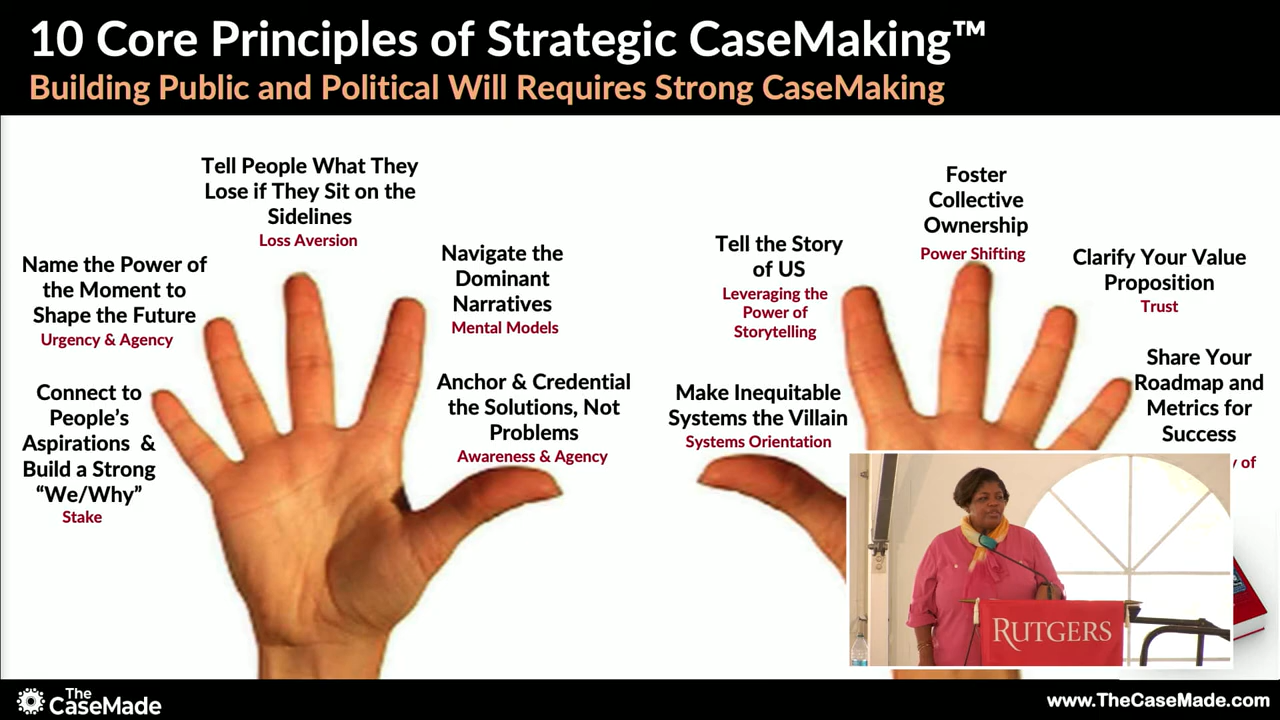 10 Core Principles of Strategic CaseMaking™
Building Public and Political Will Requires Strong CaseMaking
Tell People What They
Lose if They Sit on the
Sidelines
Loss Aversion
Name the Power of
the Moment to
Shape the Future
Urgency & Agency
Navigate the
Dominant
Narratives
Mental Models
Connect to
People’s
Aspirations &
Build a Strong
“We/Why”
Stake
Anchor & Credential
the Solutions, Not
Problems
Awareness & Agency
Tell the Story
of US
Leveraging the
Power of
Storytelling
Foster
Collective
Ownership
Power Shifting
Clarify Your Value
Proposition
Trust
Make Inequitable
Systems the Villain
Systems Orientation
Share Your
Roadmap and
Metrics for
Success
of
RUTGERS
The
CaseMade
www.TheCaseMade.com